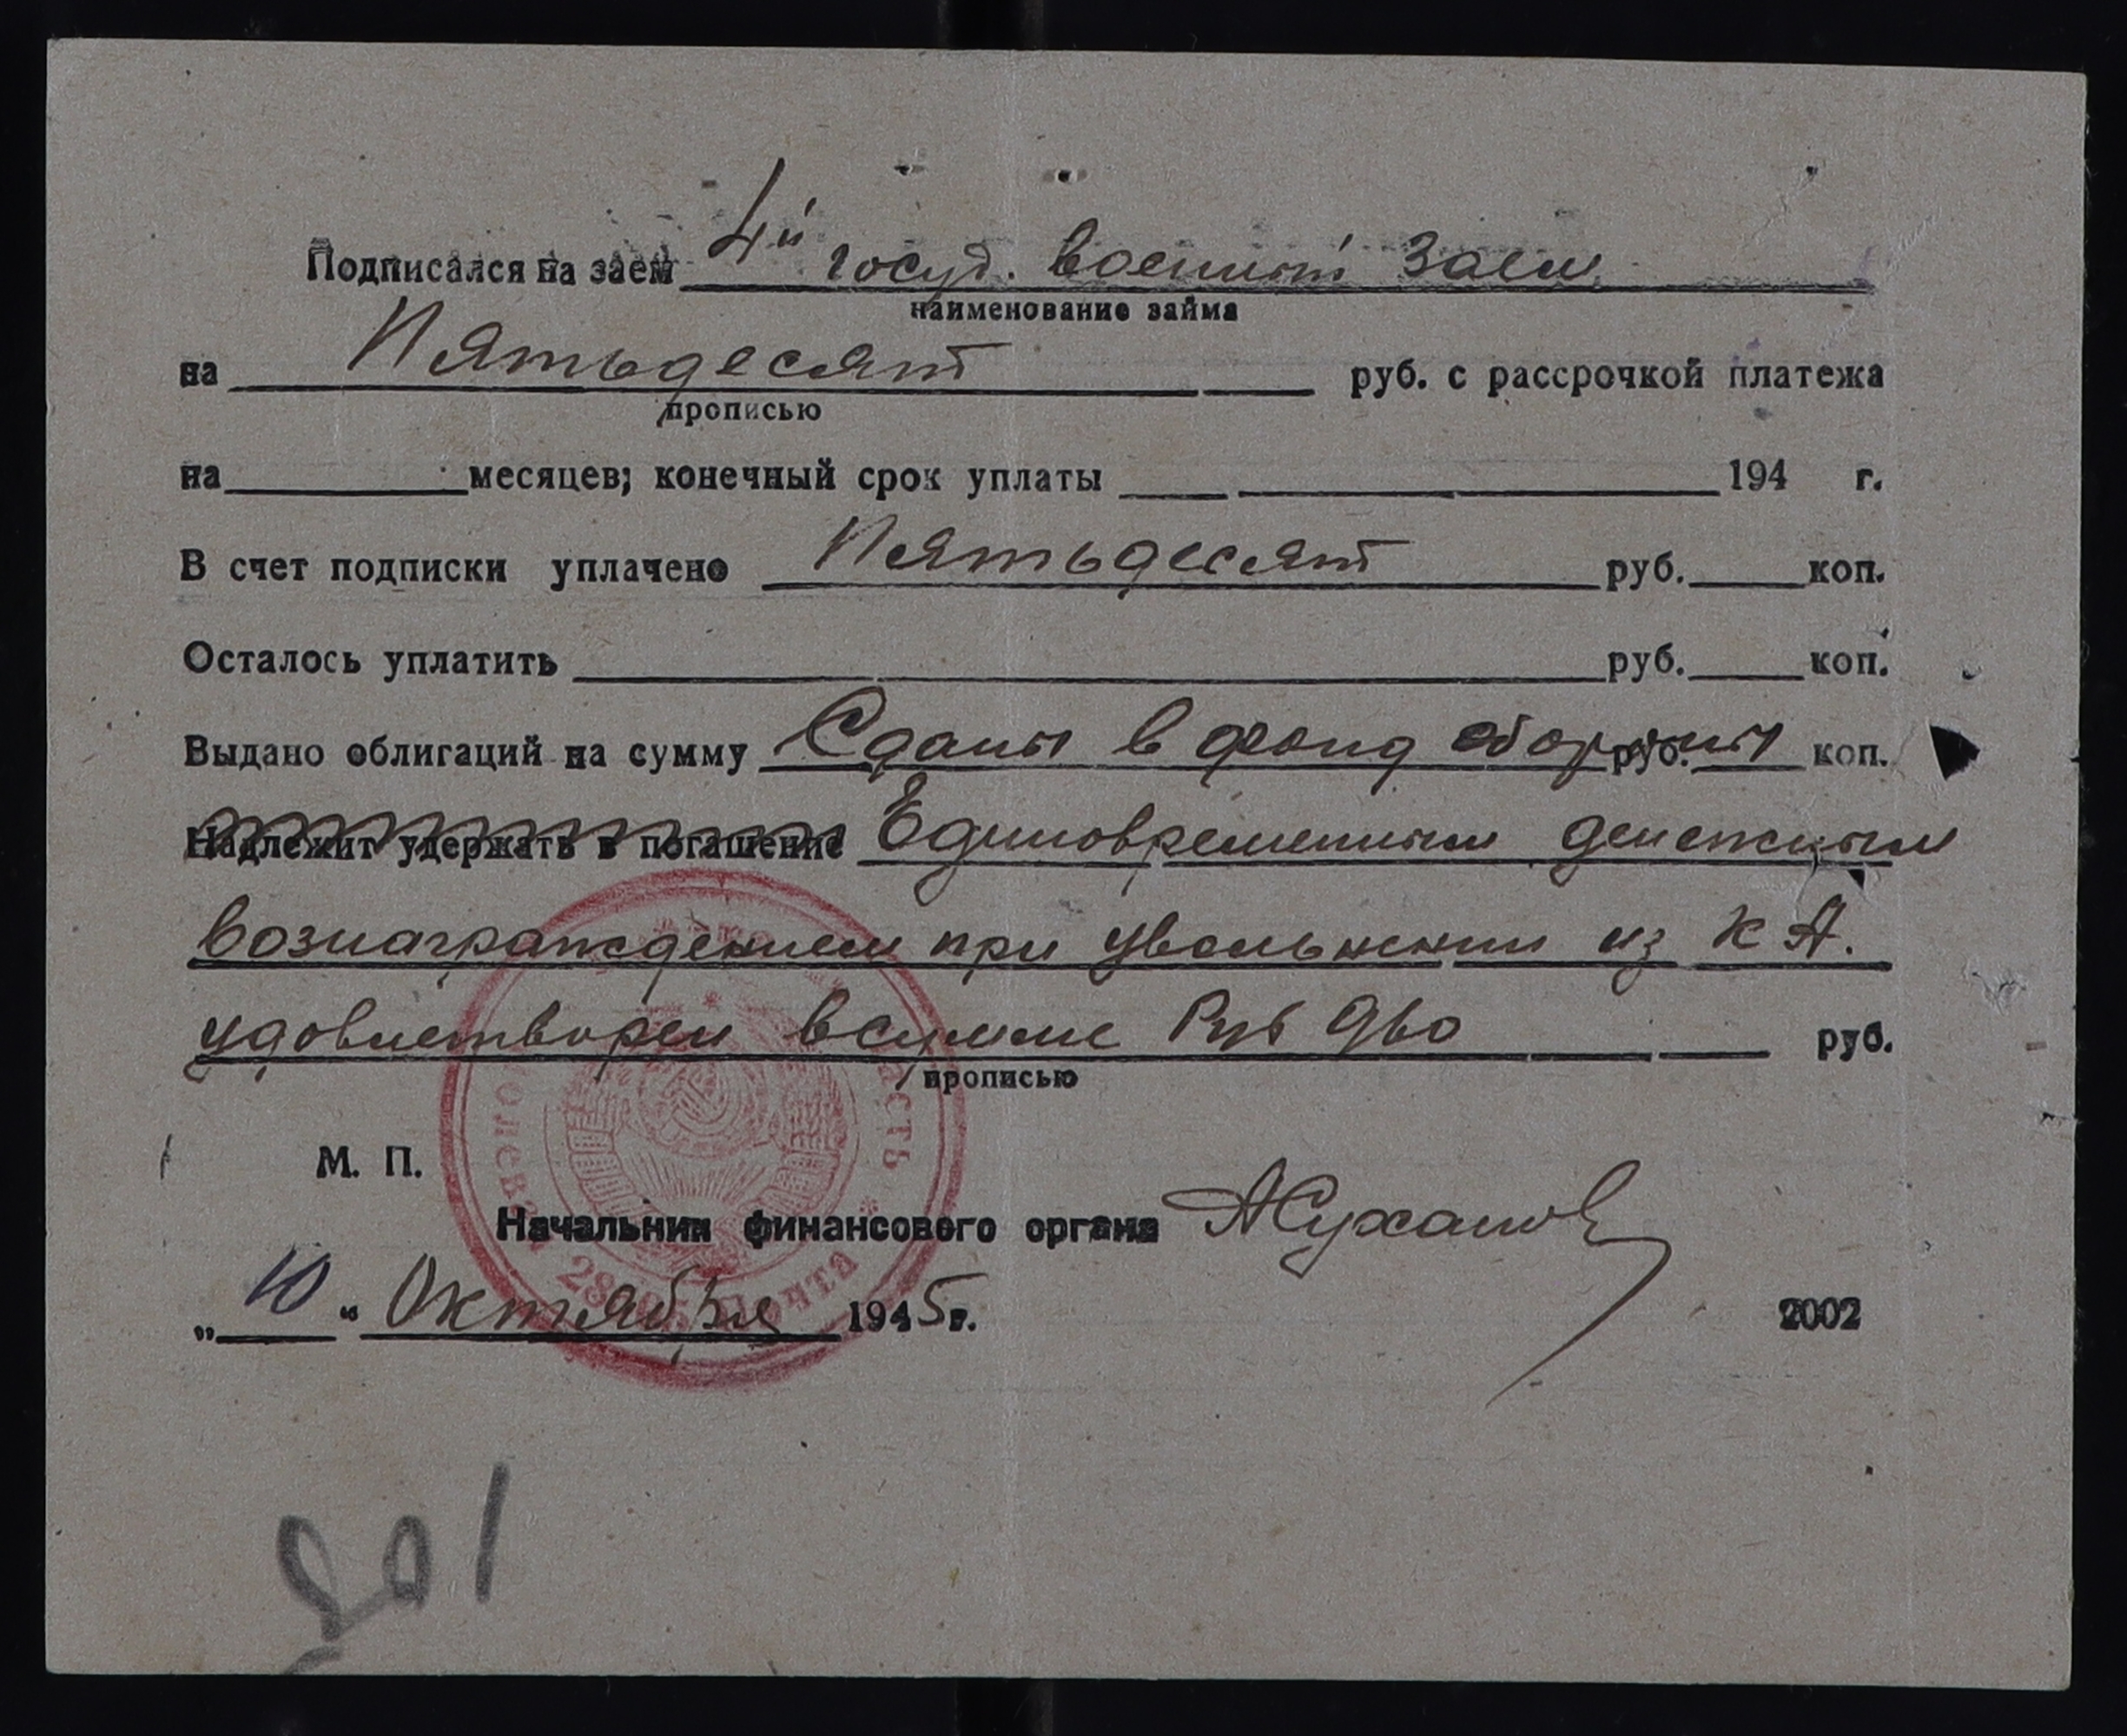 Подписался на заем 4й госуд. военный заем
наименование займа
на Пятьдесят руб. с рассрочкой платежа
прописью
на месяцев; конечный срок уплаты 194 г.
В счет подписки уплачено Пятьдесят руб. коп.
Осталось уплатить руб. коп.
Выдано облигаций на сумму Сданы в фонд обороны руб. коп.
Надлежит удержать в погашение Единовременным денежным
вознаграждением при увольнении из К А.
удовлетворен в сумме Руб 960 руб.
прописью
М. П.
Начальник финансового органа АСуханов
„10“ Октября 1945 г.
2002